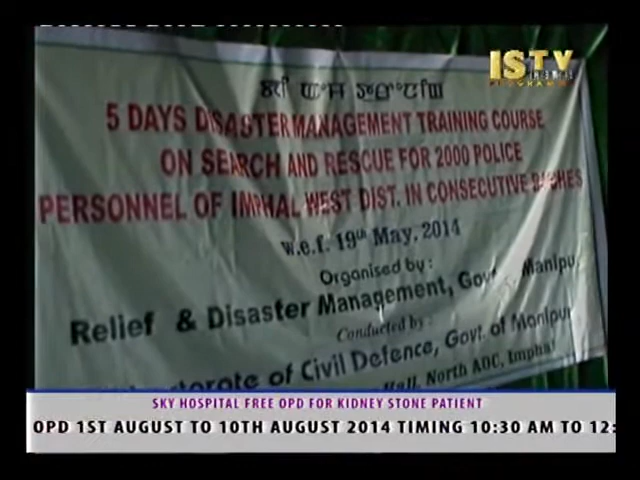 ISTV
5 DAYS DISASTER MANAGEMENT TRAINING COURSE
ON SEARCH AND RESCUE FOR 2000 POLICE
PERSONNEL OF IMPHAL WEST DIST. IN CONSECUTIVE BATCHES
w.e.f. 19th May, 2014
Organised by :
Relief & Disaster Management, Govt. Manipur
Conducted by :
torate of Civil Defence, Govt. of Manipur
Hall, North AOC, Imphal
SKY HOSPITAL FREE OPD FOR KIDNEY STONE PATIENT
OPD 1ST AUGUST TO 10TH AUGUST 2014 TIMING 10:30 AM TO 12: